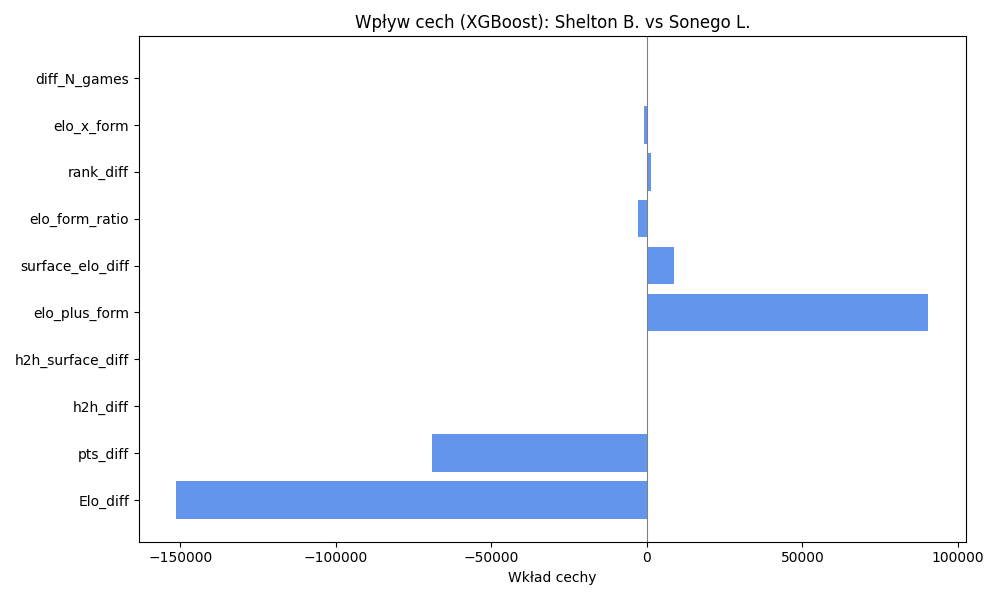 Wpływ cech (XGBoost): Shelton B. vs Sonego L.
diff_N_games
elo_x_form
rank_diff
elo_form_ratio
surface_elo_diff
elo_plus_form
h2h_surface_diff
h2h_diff
pts_diff
Elo_diff
−150000 −100000 −50000 0 50000 100000
Wkład cechy